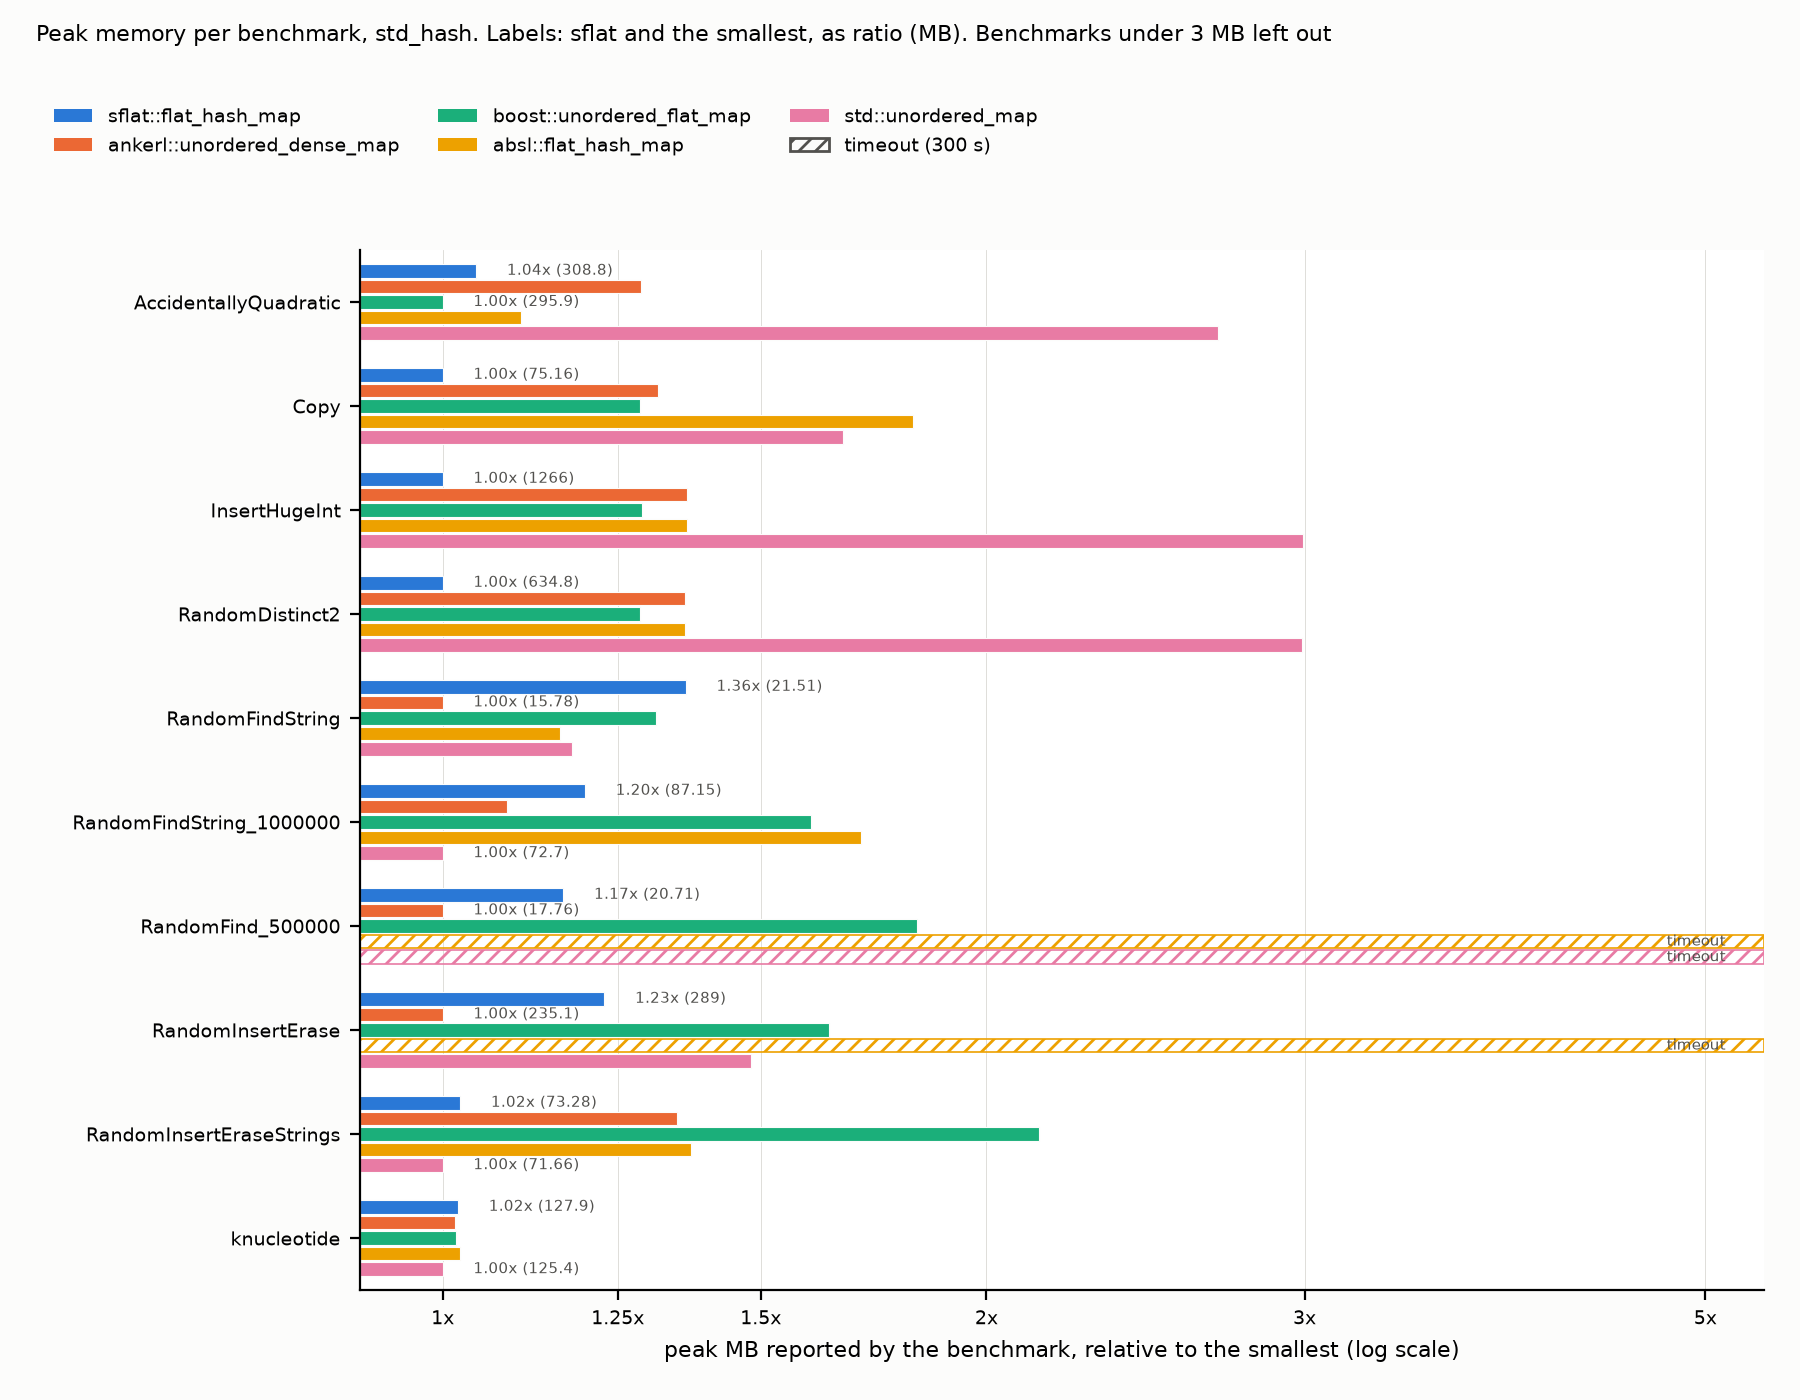 Peak memory per benchmark, std_hash. Labels: sflat and the smallest, as ratio (MB). Benchmarks under 3 MB left out
sflat::flat_hash_map
ankerl::unordered_dense_map
boost::unordered_flat_map
absl::flat_hash_map
std::unordered_map
timeout (300 s)
AccidentallyQuadratic
1.04x (308.8)
1.00x (295.9)
Copy
1.00x (75.16)
InsertHugeInt
1.00x (1266)
RandomDistinct2
1.00x (634.8)
RandomFindString
1.36x (21.51)
1.00x (15.78)
RandomFindString_1000000
1.20x (87.15)
1.00x (72.7)
RandomFind_500000
1.17x (20.71)
1.00x (17.76)
timeout
timeout
RandomInsertErase
1.23x (289)
1.00x (235.1)
timeout
RandomInsertEraseStrings
1.02x (73.28)
1.00x (71.66)
knucleotide
1.02x (127.9)
1.00x (125.4)
1x 1.25x 1.5x 2x 3x 5x
peak MB reported by the benchmark, relative to the smallest (log scale)